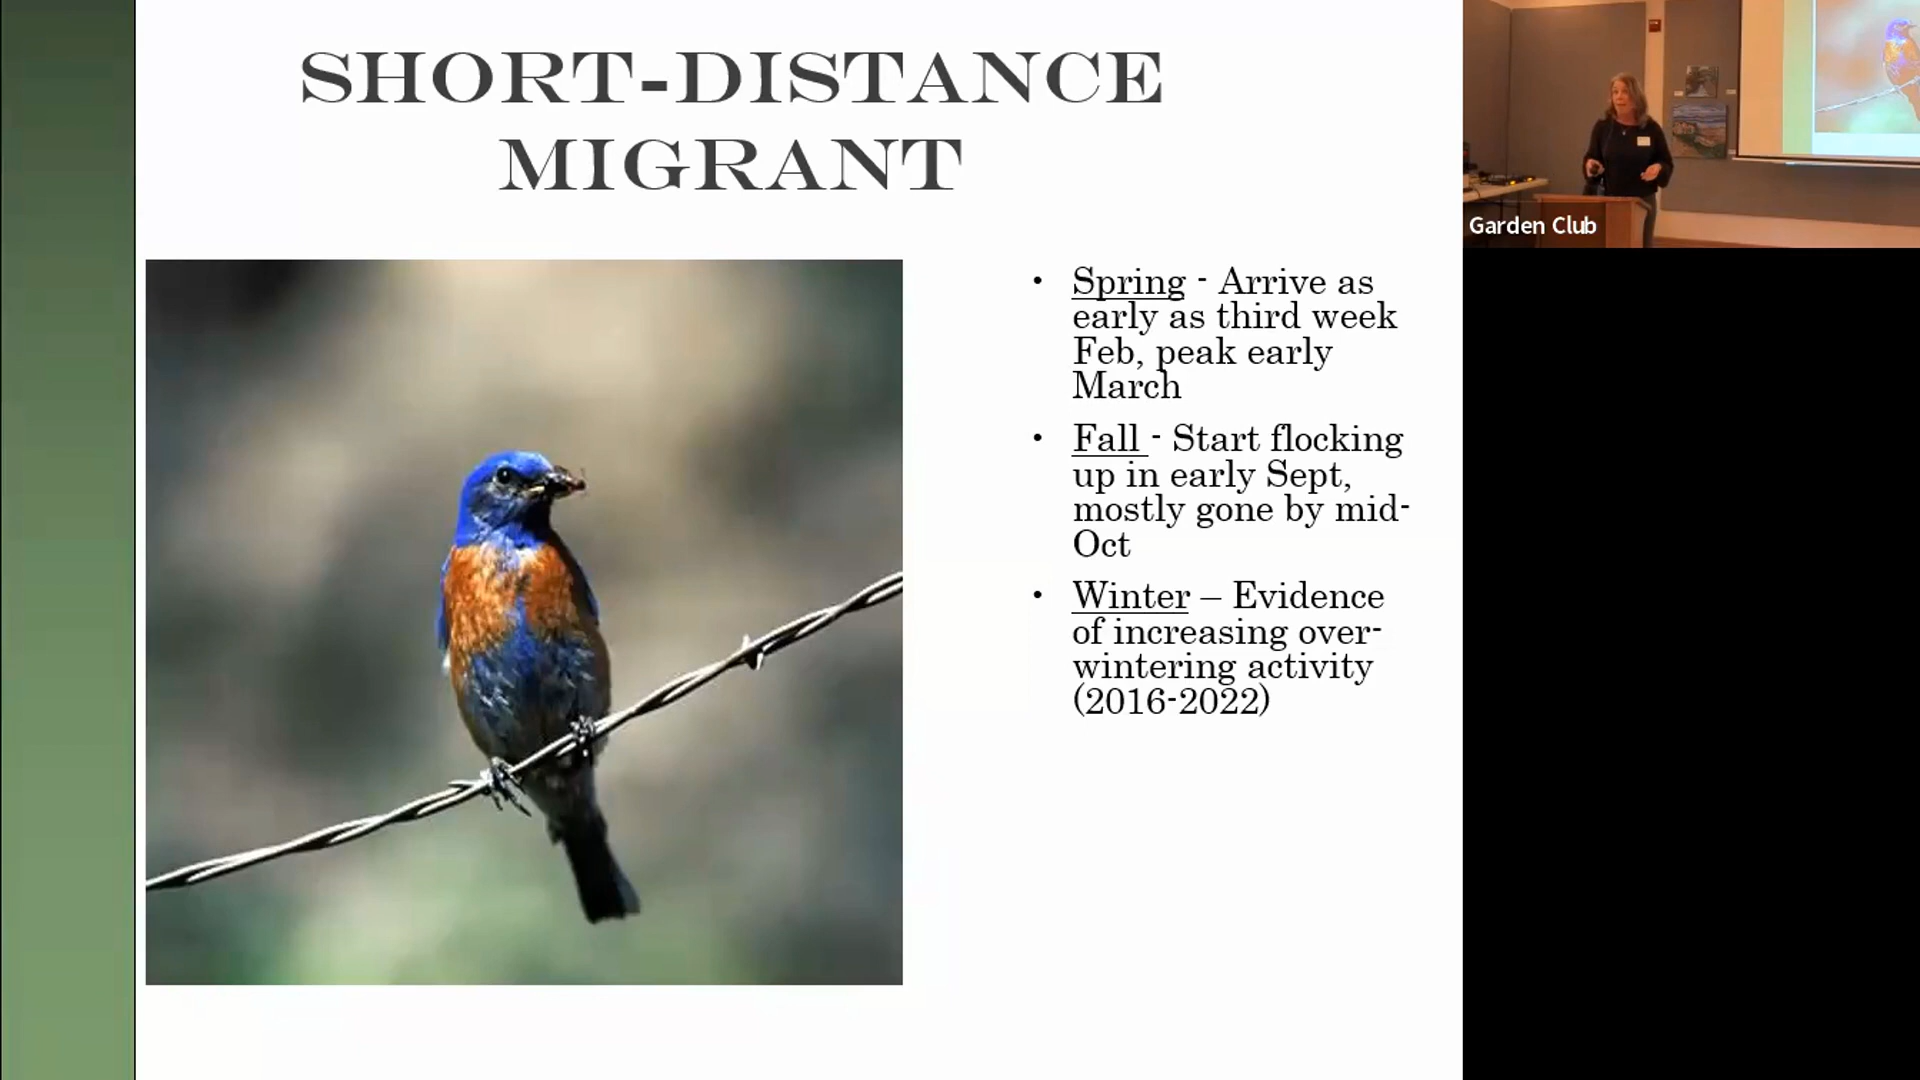 SHORT-DISTANCE
MIGRANT
Garden Club
• Spring - Arrive as
early as third week
Feb, peak early
March
• Fall - Start flocking
up in early Sept,
mostly gone by mid-
Oct
• Winter – Evidence
of increasing over-
wintering activity
(2016-2022)